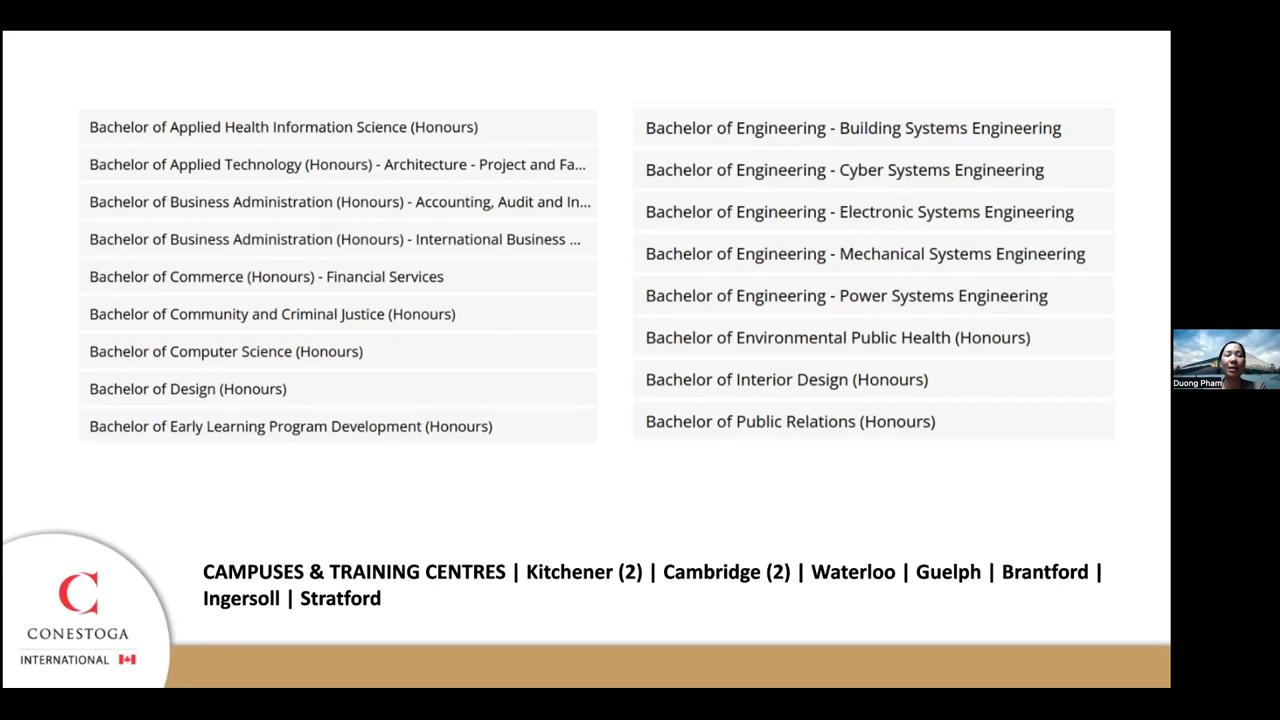 Bachelor of Applied Health Information Science (Honours)
Bachelor of Applied Technology (Honours) - Architecture - Project and Fa...
Bachelor of Business Administration (Honours) - Accounting, Audit and In...
Bachelor of Business Administration (Honours) - International Business ...
Bachelor of Commerce (Honours) - Financial Services
Bachelor of Community and Criminal Justice (Honours)
Bachelor of Computer Science (Honours)
Bachelor of Design (Honours)
Bachelor of Early Learning Program Development (Honours)
Bachelor of Engineering - Building Systems Engineering
Bachelor of Engineering - Cyber Systems Engineering
Bachelor of Engineering - Electronic Systems Engineering
Bachelor of Engineering - Mechanical Systems Engineering
Bachelor of Engineering - Power Systems Engineering
Bachelor of Environmental Public Health (Honours)
Bachelor of Interior Design (Honours)
Bachelor of Public Relations (Honours)
Duong Pham
CAMPUSES & TRAINING CENTRES | Kitchener (2) | Cambridge (2) | Waterloo | Guelph | Brantford |
Ingersoll | Stratford
C
CONESTOGA
INTERNATIONAL